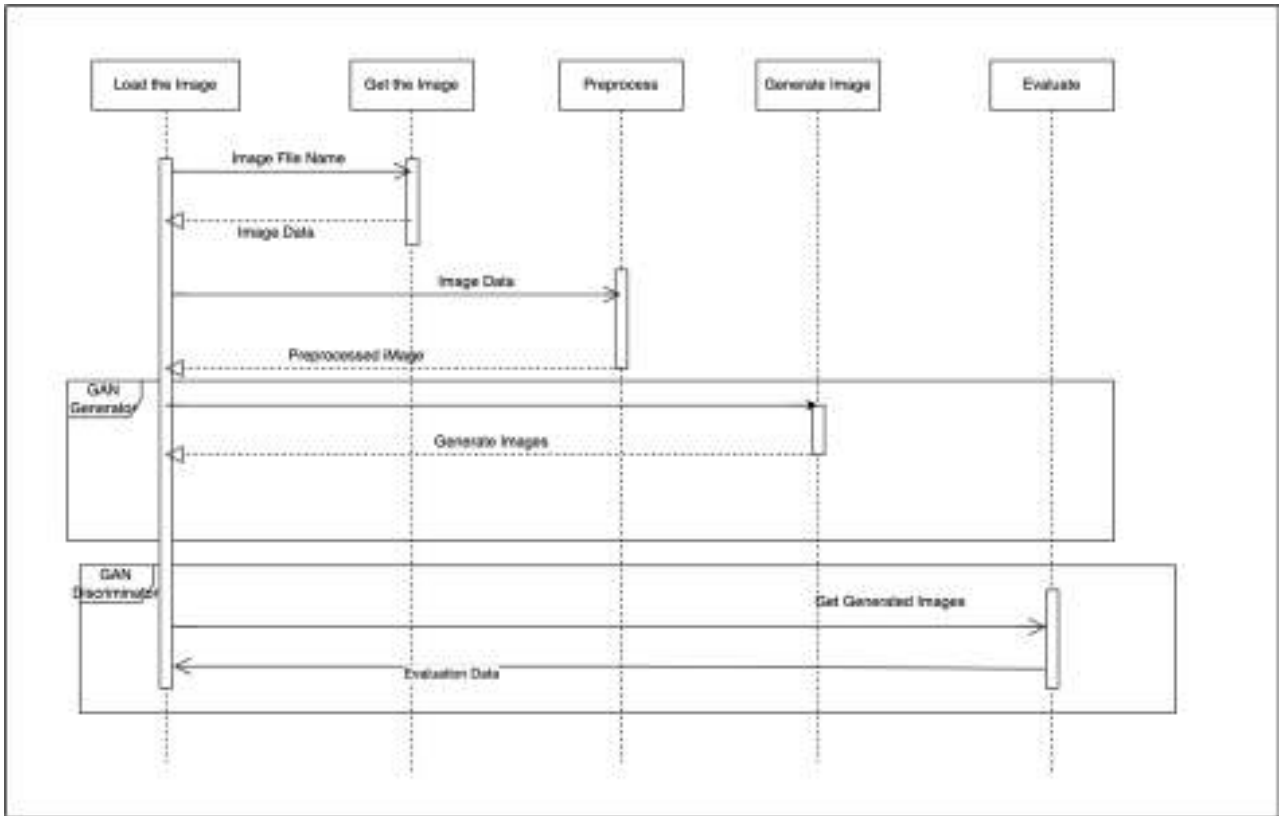 Load the Image
Get the Image
Preprocess
Generate Image
Evaluate
Image File Name
Image Data
Image Data
Preprocessed iMage
GAN
Generator
Generate Images
GAN
Discriminator
Get Generated Images
Evaluation Data